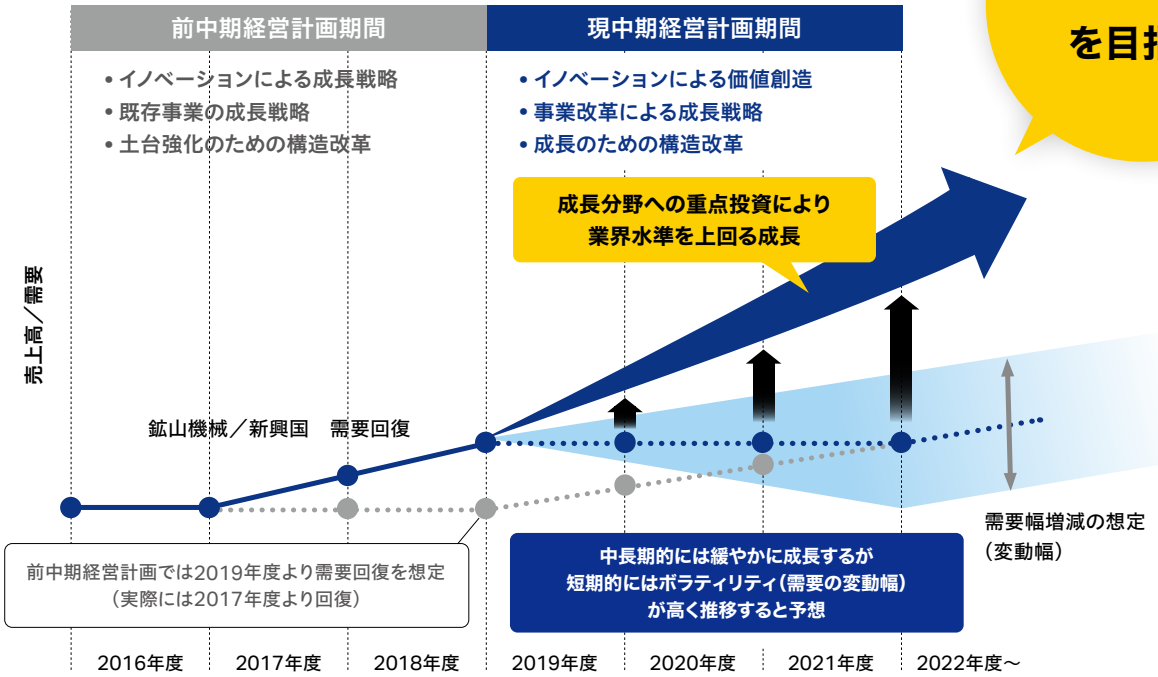 前中期経営計画期間
現中期経営計画期間
を目
• イノベーションによる成長戦略
• 既存事業の成長戦略
• 土台強化のための構造改革
• イノベーションによる価値創造
• 事業改革による成長戦略
• 成長のための構造改革
成長分野への重点投資により
業界水準を上回る成長
売上高／需要
鉱山機械／新興国　需要回復
需要幅増減の想定
（変動幅）
前中期経営計画では2019年度より需要回復を想定
（実際には2017年度より回復）
中長期的には緩やかに成長するが
短期的にはボラティリティ（需要の変動幅）
が高く推移すると予想
2016年度
2017年度
2018年度
2019年度
2020年度
2021年度
2022年度～